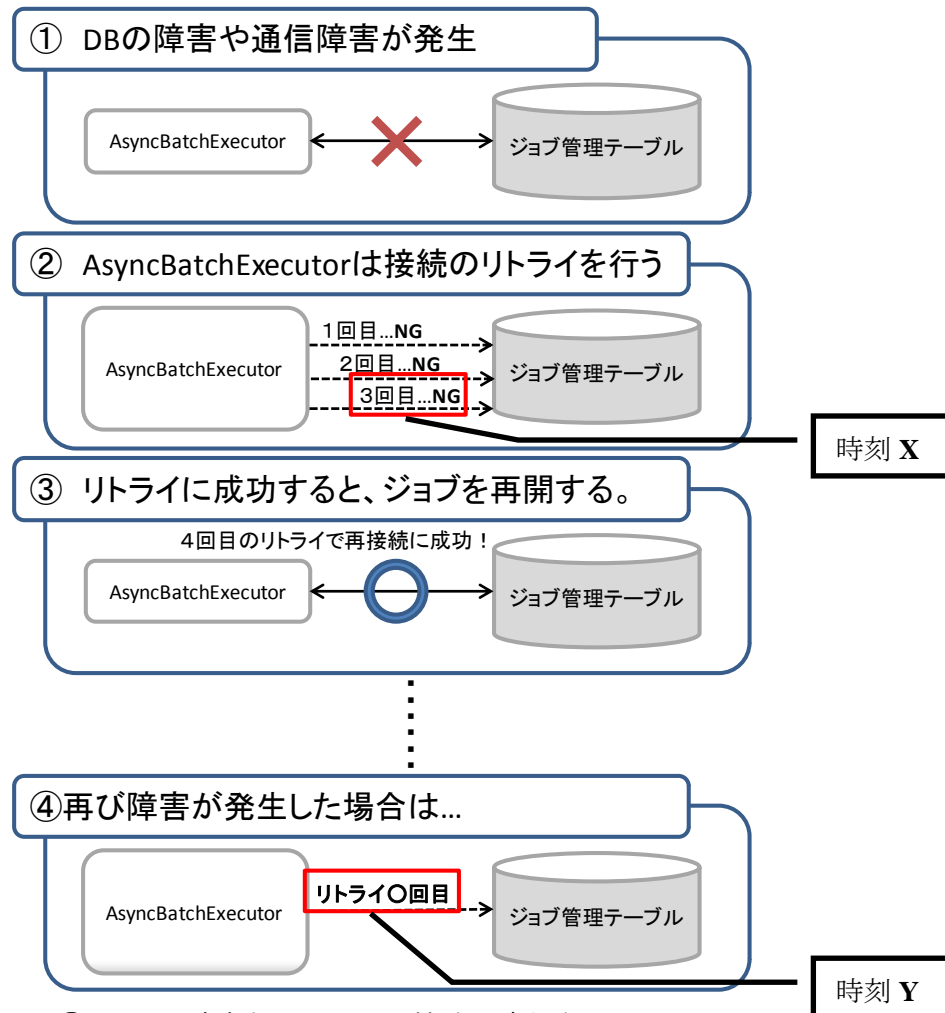 ① DBの障害や通信障害が発生
AsyncBatchExecutor
ジョブ管理テーブル
② AsyncBatchExecutorは接続のリトライを行う
AsyncBatchExecutor
1回目...NG
2回目...NG
3回目...NG
ジョブ管理テーブル
時刻 X
③ リトライに成功すると、ジョブを再開する。
4回目のリトライで再接続に成功!
AsyncBatchExecutor
ジョブ管理テーブル
④再び障害が発生した場合は...
AsyncBatchExecutor
リトライ〇回目
ジョブ管理テーブル
時刻 Y